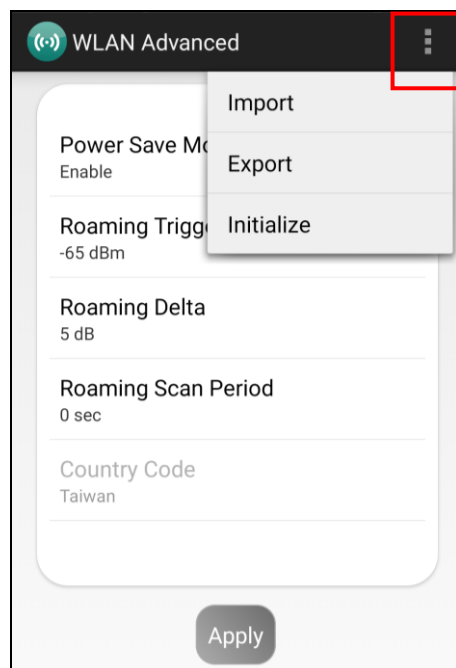 WLAN Advanced
Import
Power Save Mo
Enable
Export
Roaming Trigge
-65 dBm
Initialize
Roaming Delta
5 dB
Roaming Scan Period
0 sec
Country Code
Taiwan
Apply